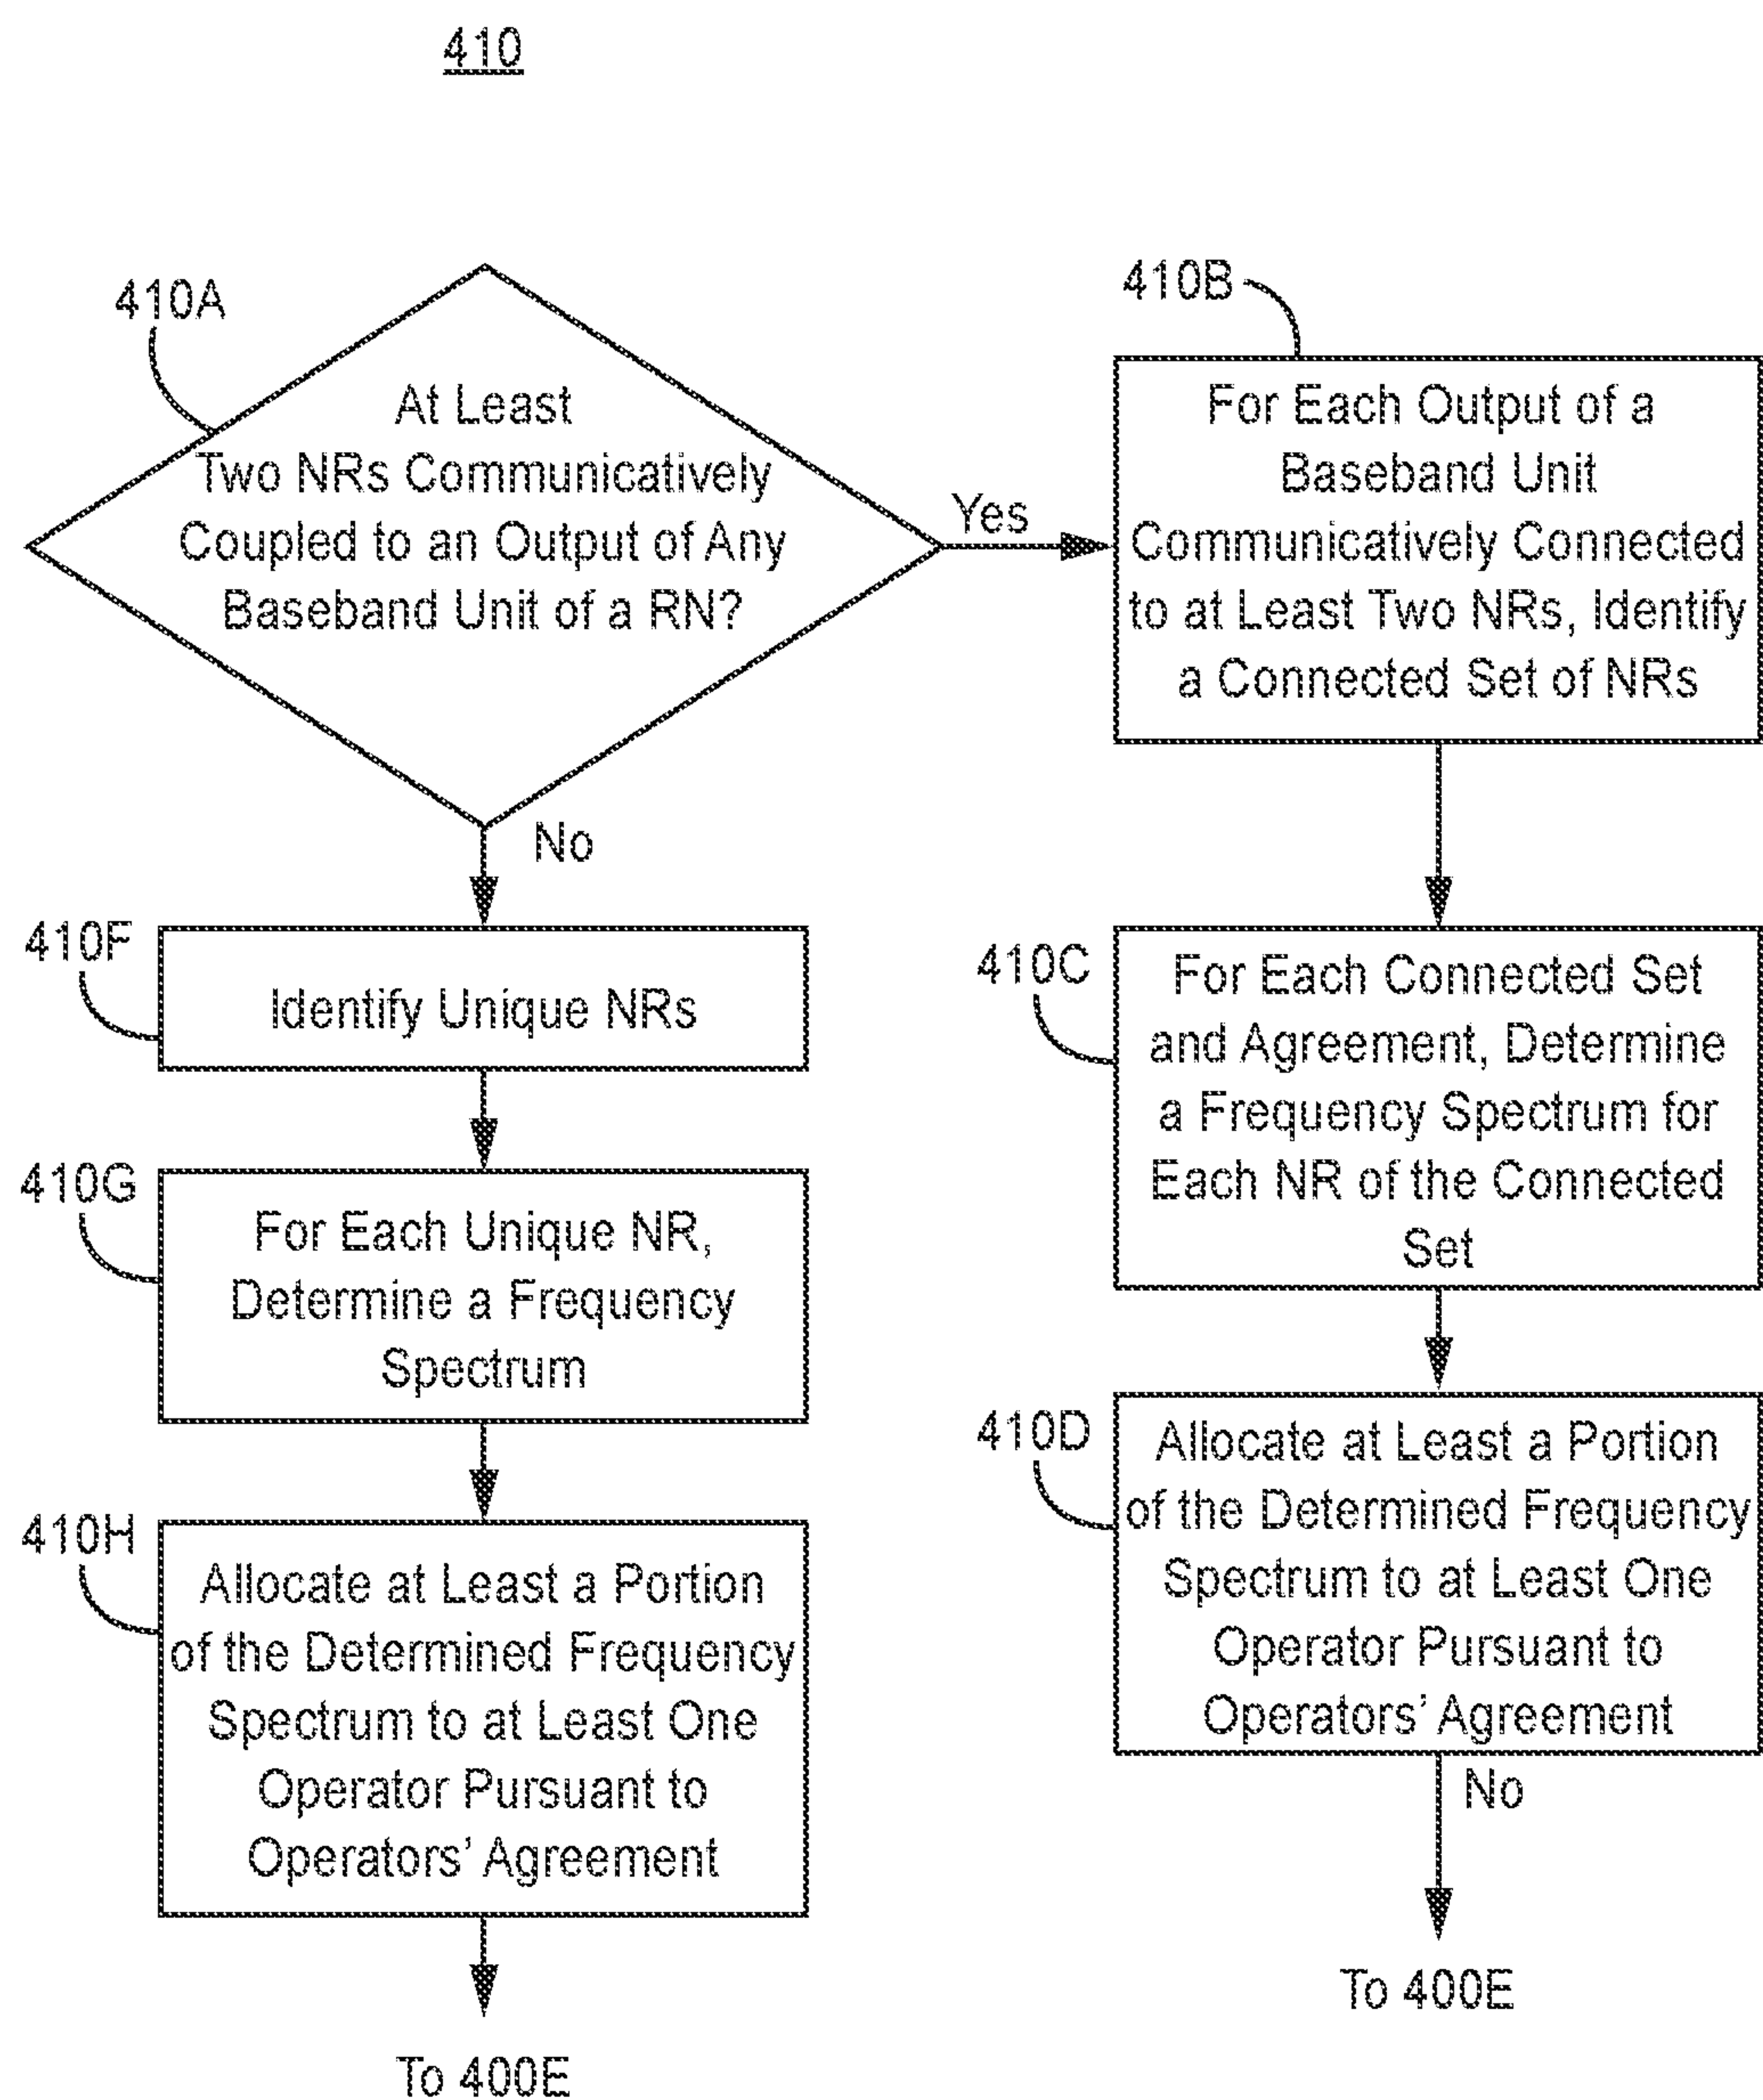 410
410A
At Least
Two NRs Communicatively
Coupled to an Output of Any
Baseband Unit of a RN?
Yes
No
410B
For Each Output of a
Baseband Unit
Communicatively Connected
to at Least Two NRs, Identify
a Connected Set of NRs
410F
Identify Unique NRs
410C
For Each Connected Set
and Agreement, Determine
a Frequency Spectrum for
Each NR of the Connected
Set
410G
For Each Unique NR,
Determine a Frequency
Spectrum
410D
Allocate at Least a Portion
of the Determined Frequency
Spectrum to at Least One
Operator Pursuant to
Operators' Agreement
No
To 400E
410H
Allocate at Least a Portion
of the Determined Frequency
Spectrum to at Least One
Operator Pursuant to
Operators' Agreement
To 400E